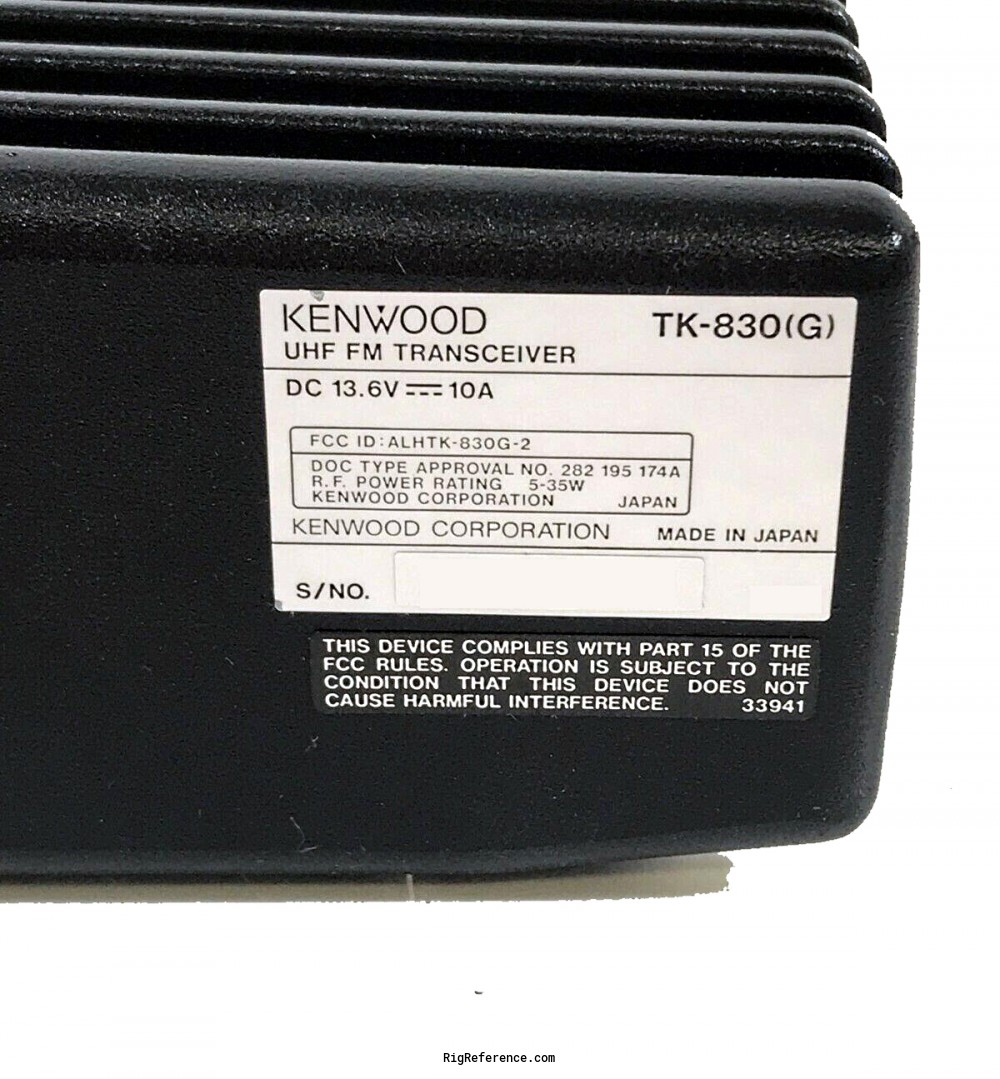 KENWOOD TK-830(G)
UHF FM TRANSCEIVER
DC 13.6V ⎓ 10A
FCC ID:ALHTK-830G-2
DOC TYPE APPROVAL NO. 282 195 174A
R.F. POWER RATING 5-35W
KENWOOD CORPORATION JAPAN
KENWOOD CORPORATION MADE IN JAPAN
S/NO.
THIS DEVICE COMPLIES WITH PART 15 OF THE
FCC RULES. OPERATION IS SUBJECT TO THE
CONDITION THAT THIS DEVICE DOES NOT
CAUSE HARMFUL INTERFERENCE. 33941
RigReference.com